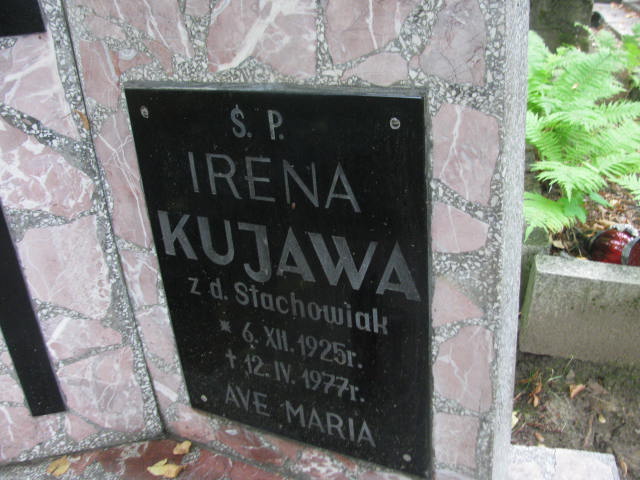 Ś. P.
IRENA
KUJAWA
z d. Stachowiak
* 6. XII. 1925r.
† 12. IV. 1977r.
AVE MARIA